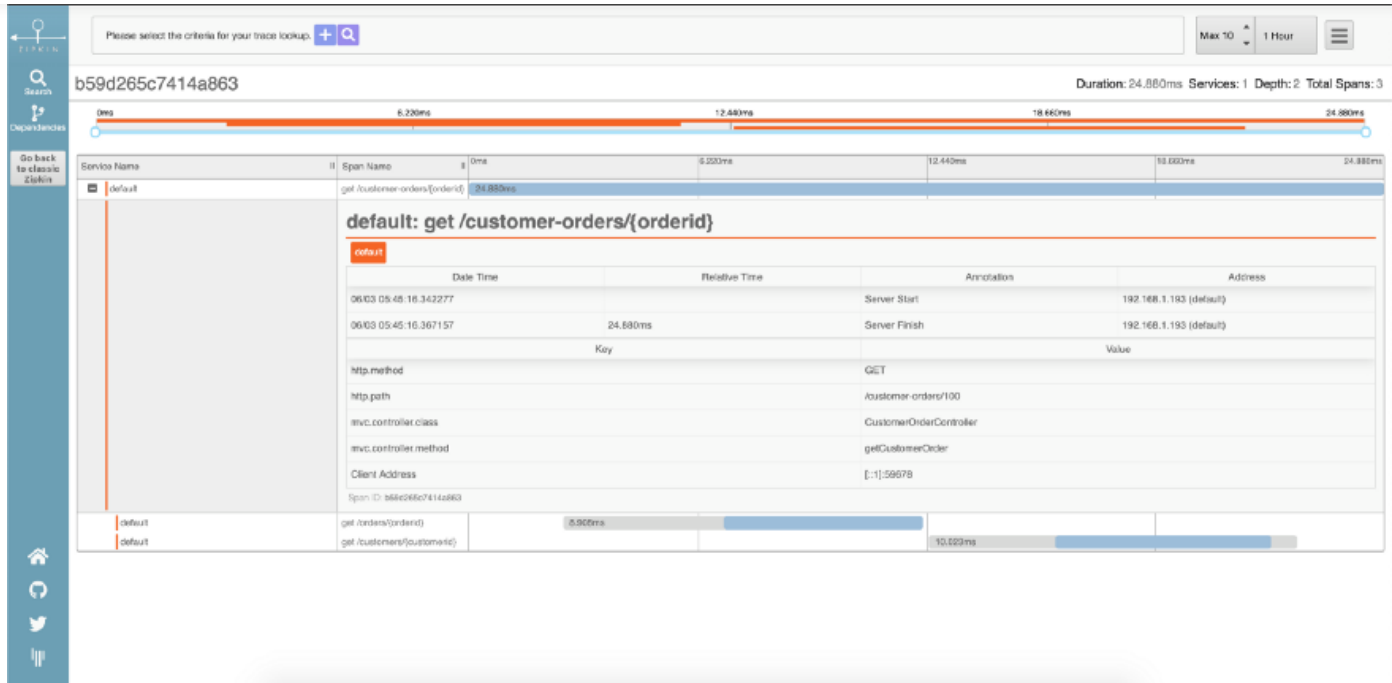 ZIPKIN
Please select the criteria for your trace lookup.
Max 10
1 Hour
Search
Dependencies
Go back to classic Zipkin
b59d265c7414a863
Duration: 24.880ms Services: 1 Depth: 2 Total Spans: 3
0ms 6.220ms 12.440ms 18.660ms 24.880ms
Service Name Span Name 0ms 6.220ms 12.440ms 18.660ms 24.880ms
default get /customer-orders/{orderid} 24.880ms
default: get /customer-orders/{orderid}
default
Date Time Relative Time Annotation Address
06/03 05:45:16.342277 Server Start 192.168.1.193 (default)
06/03 05:45:16.367157 24.880ms Server Finish 192.168.1.193 (default)
Key Value
http.method GET
http.path /customer-orders/100
mvc.controller.class CustomerOrderController
mvc.controller.method getCustomerOrder
Client Address [::1]:59678
Span ID: b59d265c7414a863
default get /orders/{orderid} 8.908ms
default get /customers/{customerid} 10.023ms